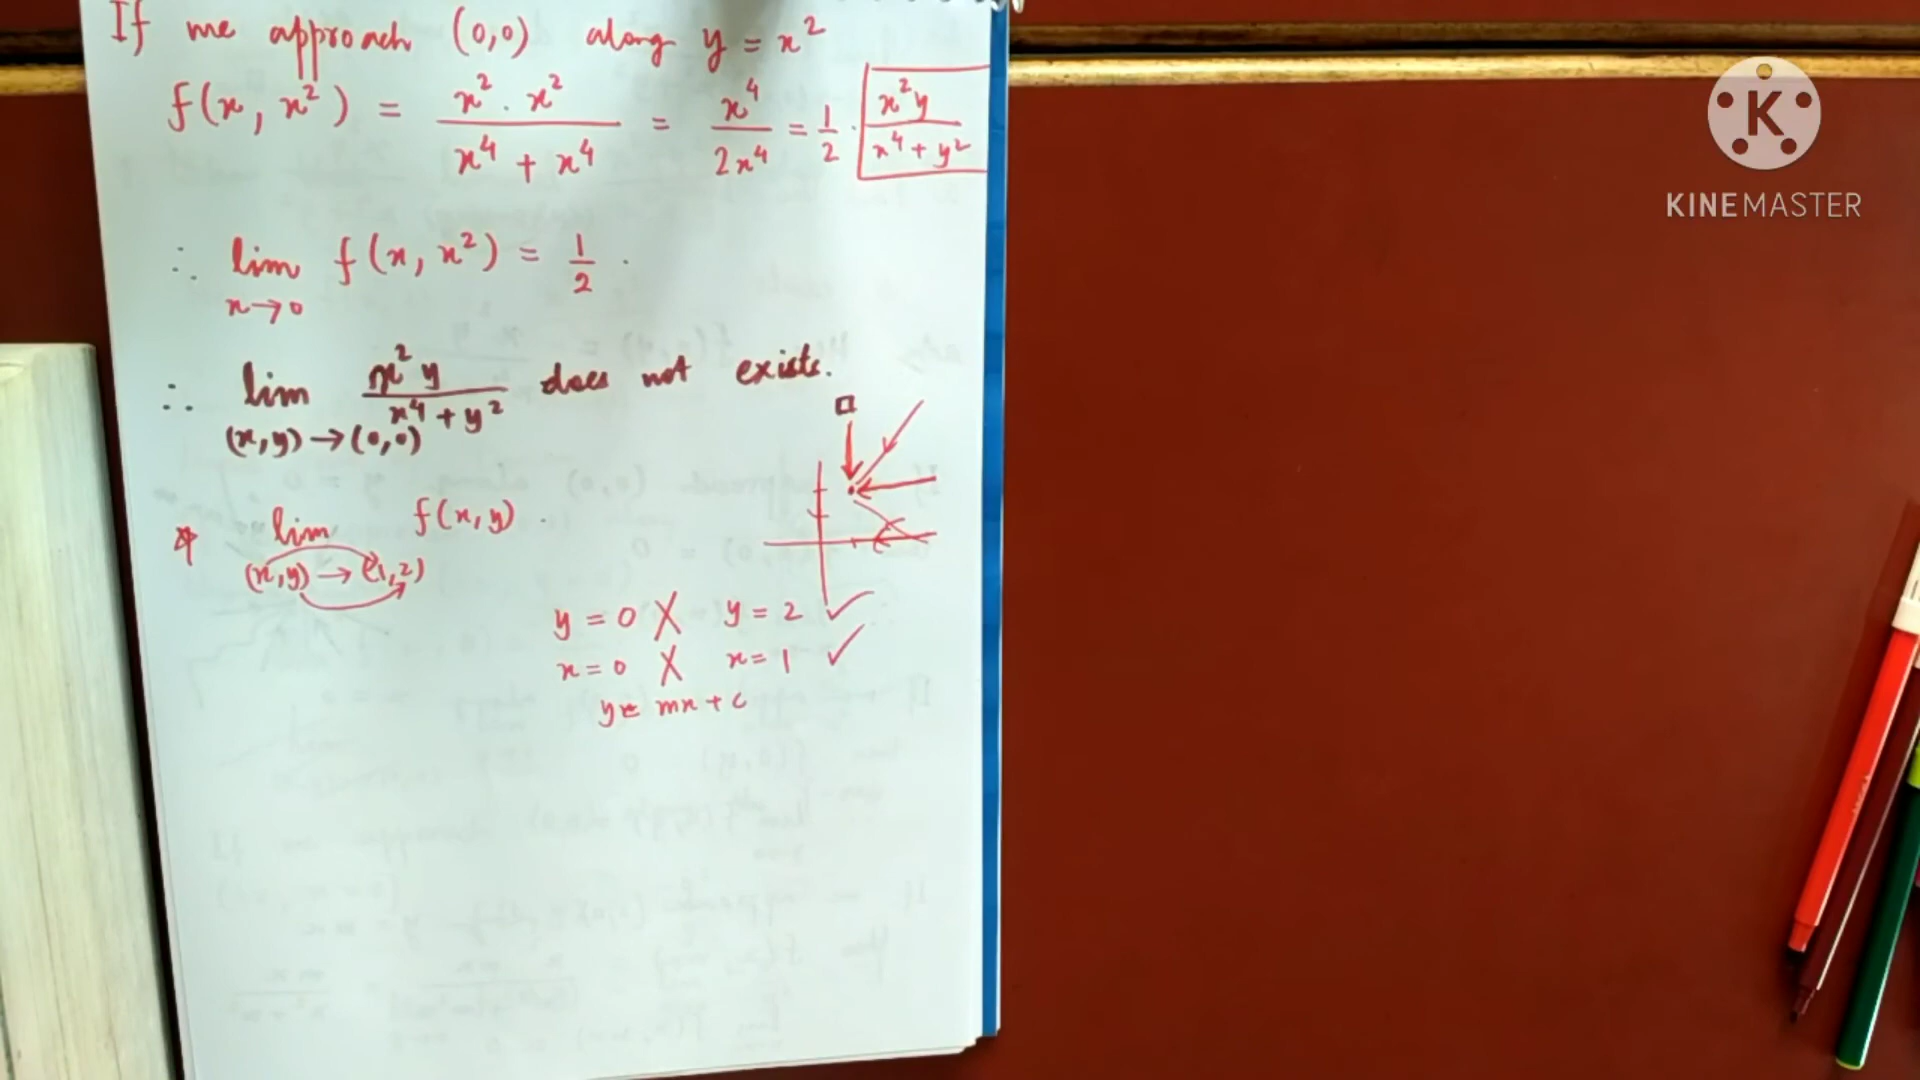 If we approach (0,0) along y = x²
f(x, x²) = x² . x² / x⁴ + x⁴ = x⁴ / 2x⁴ = 1/2 . x²y / x⁴ + y²
∴ lim x→0 f(x, x²) = 1/2 .
∴ lim (x,y) → (0,0) x²y / x⁴ + y² does not exists.
* lim (x,y) → (1,2) f(x,y) .
y = 0 X y = 2 ✓
x = 0 X x = 1 ✓
y = mx + c
K
KINEMASTER